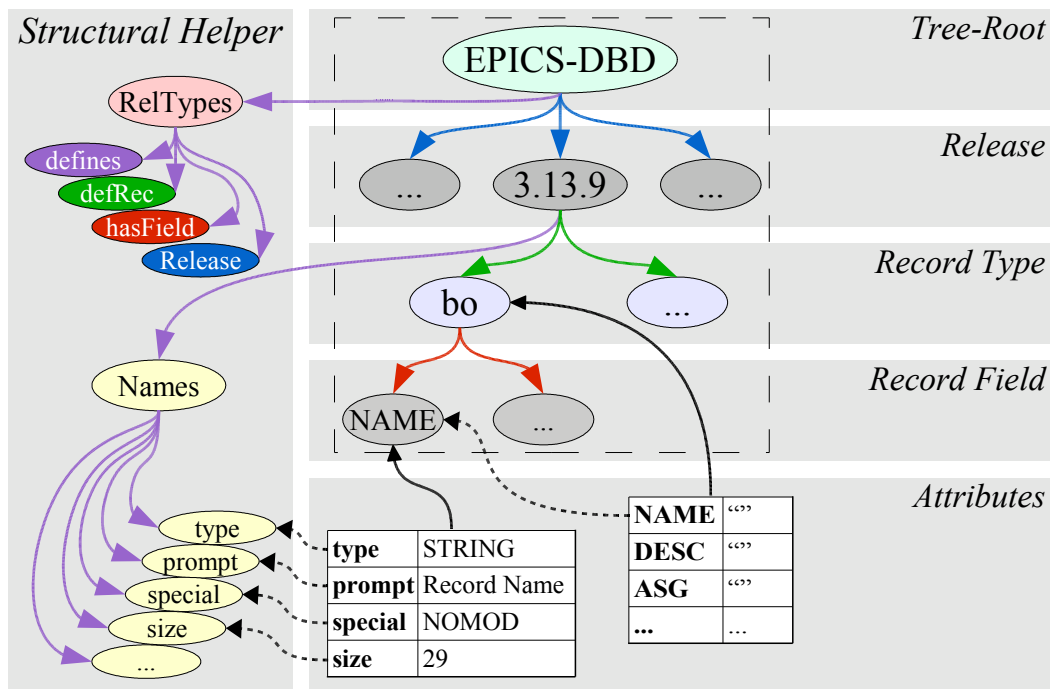 Structural Helper
Tree-Root
EPICS-DBD
RelTypes
Release
defines
defRec
hasField
Release
...
3.13.9
...
Record Type
bo
...
Record Field
Names
NAME
...
Attributes
type
prompt
special
size
...
type STRING
prompt Record Name
special NOMOD
size 29
NAME “”
DESC “”
ASG “”
... ...